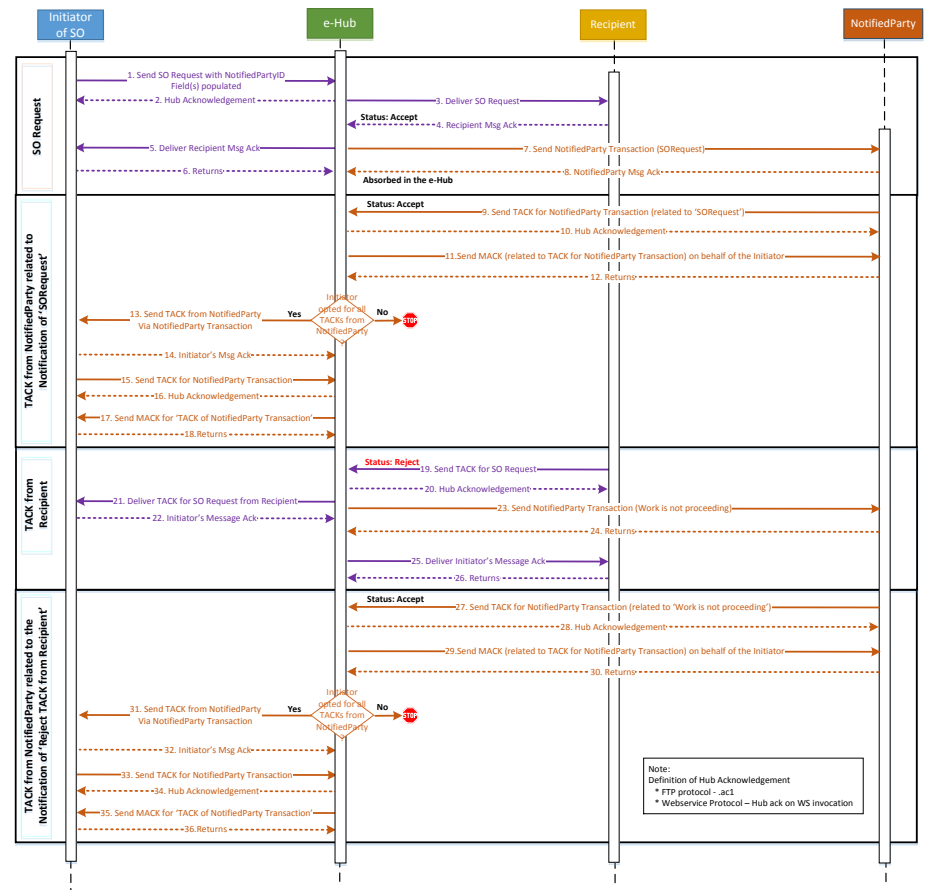 Initiator
of SO
e-Hub
Recipient
NotifiedParty
SO Request
1. Send SO Request with NotifiedPartyID
Field(s) populated
2. Hub Acknowledgement
3. Deliver SO Request
Status: Accept
4. Recipient Msg Ack
5. Deliver Recipient Msg Ack
7. Send NotifiedParty Transaction (SORequest)
6. Returns
8. NotifiedParty Msg Ack
Absorbed in the e-Hub
TACK from NotifiedParty related to
Notification of ‘SORequest’
Status: Accept
9. Send TACK for NotifiedParty Transaction (related to ‘SORequest’)
10. Hub Acknowledgement
11.Send MACK (related to TACK for NotifiedParty Transaction) on behalf of the Initiator
12. Returns
Initiator
opted for all
TACKs from
NotifiedParty
?
13. Send TACK from NotifiedParty
Via NotifiedParty Transaction
Yes
No
STOP
14. Initiator’s Msg Ack
15. Send TACK for NotifiedParty Transaction
16. Hub Acknowledgement
17. Send MACK for ‘TACK of NotifiedParty Transaction’
18.Returns
TACK from
Recipient
Status: Reject
19. Send TACK for SO Request
20. Hub Acknowledgement
21. Deliver TACK for SO Request from Recipient
22. Initiator’s Message Ack
23. Send NotifiedParty Transaction (Work is not proceeding)
24. Returns
25. Deliver Initiator’s Message Ack
26. Returns
TACK from NotifiedParty related to the
Notification of ‘Reject TACK from Recipient’
Status: Accept
27. Send TACK for NotifiedParty Transaction (related to ‘Work is not proceeding’)
28. Hub Acknowledgement
29.Send MACK (related to TACK for NotifiedParty Transaction) on behalf of the Initiator
30. Returns
Initiator
opted for all
TACKs from
NotifiedParty
?
31. Send TACK from NotifiedParty
Via NotifiedParty Transaction
Yes
No
STOP
32. Initiator’s Msg Ack
33. Send TACK for NotifiedParty Transaction
34. Hub Acknowledgement
35. Send MACK for ‘TACK of NotifiedParty Transaction’
36.Returns
Note:
Definition of Hub Acknowledgement
* FTP protocol - .ac1
* Webservice Protocol – Hub ack on WS invocation